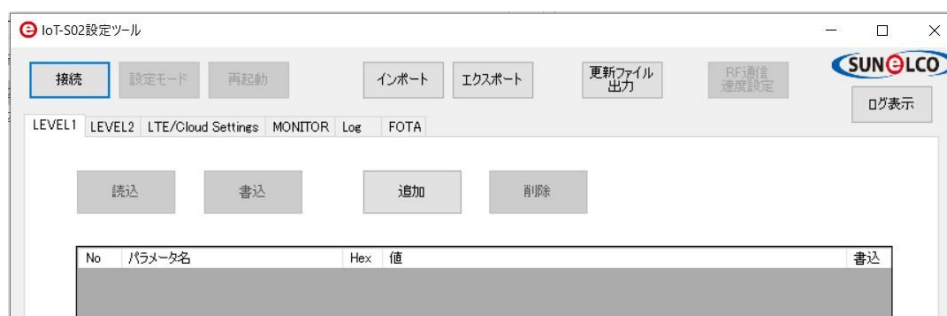 IoT-S02設定ツール
接続 設定モード 再起動 インポート エクスポート 更新ファイル出力 RF通信速度設定 SUNELCO
ログ表示
LEVEL1 LEVEL2 LTE/Cloud Settings MONITOR Log FOTA
読込 書込 追加 削除
No パラメータ名 Hex 値 書込